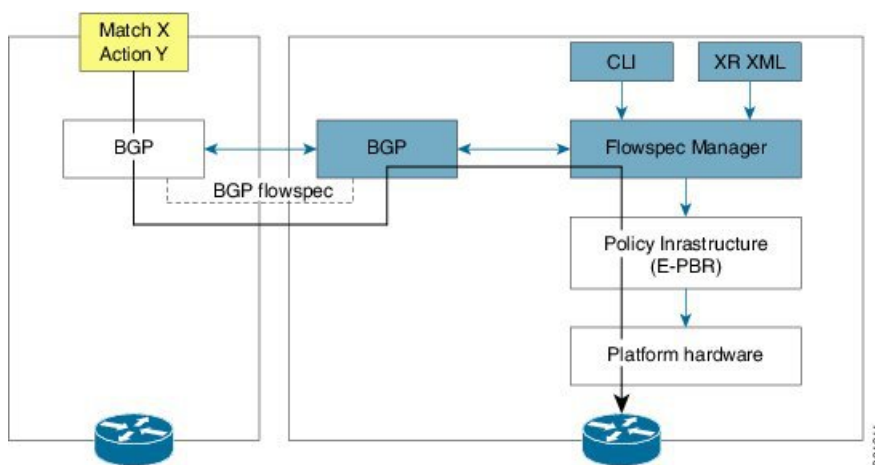 Match X
Action Y
CLI
XR XML
BGP
BGP
Flowspec Manager
BGP flowspec
Policy Inrastructure
(E-PBR)
Platform hardware